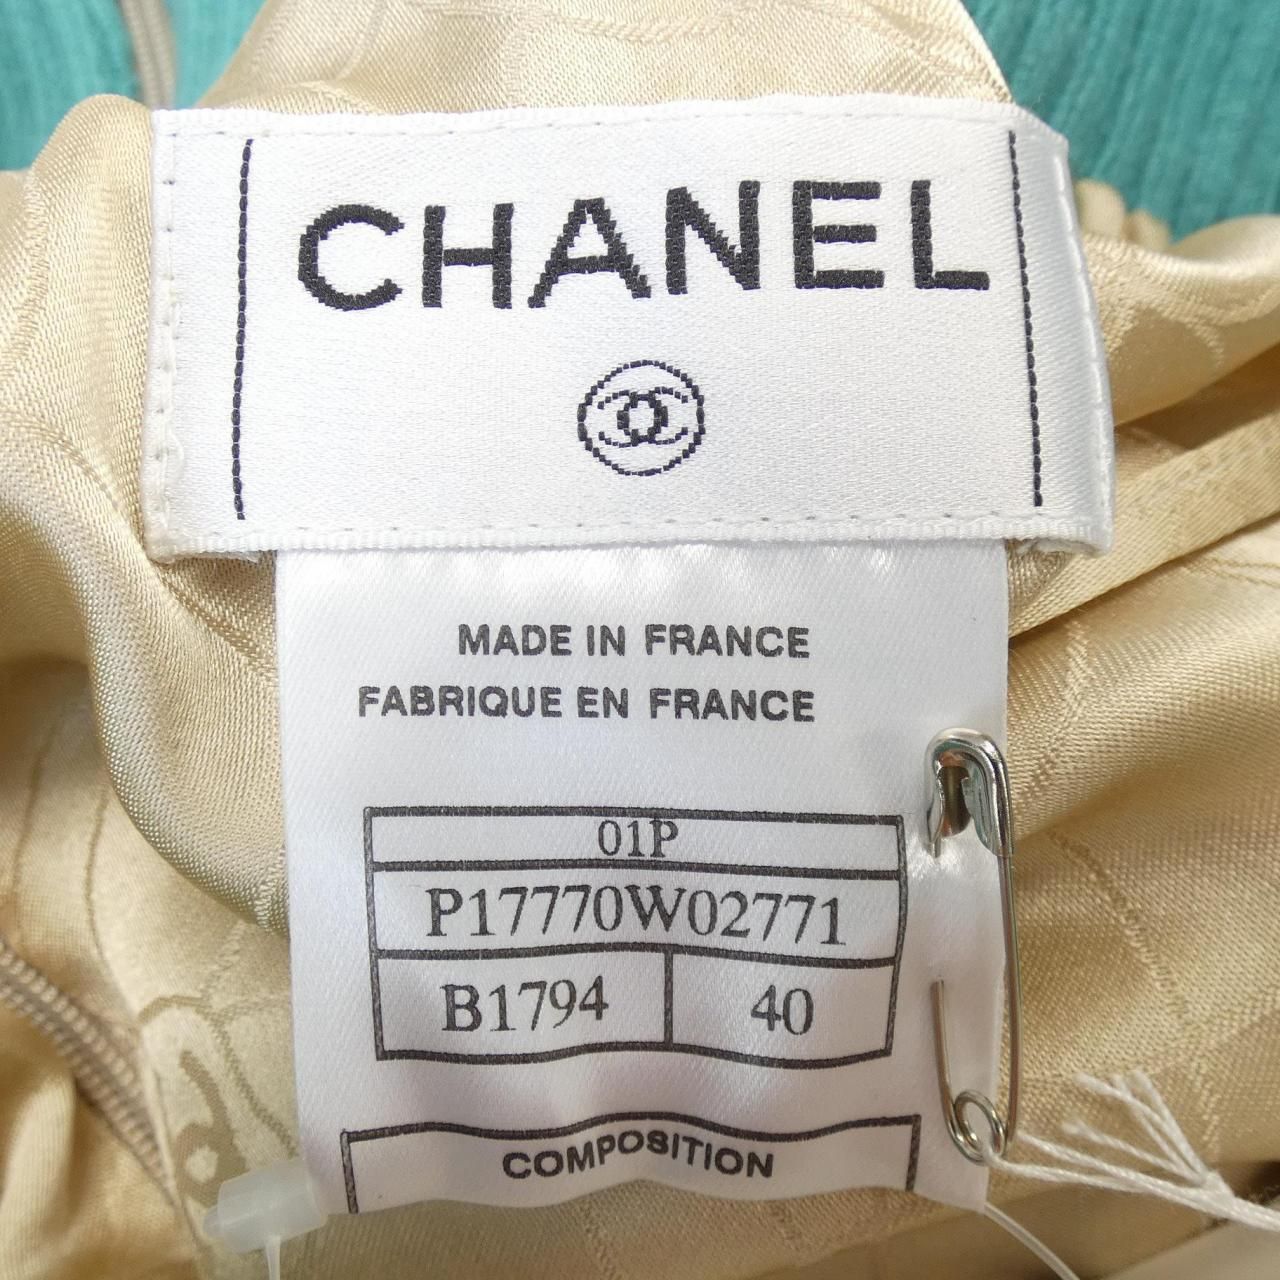 CHANEL
MADE IN FRANCE
FABRIQUE EN FRANCE
01P
P17770W02771
B1794 40
COMPOSITION